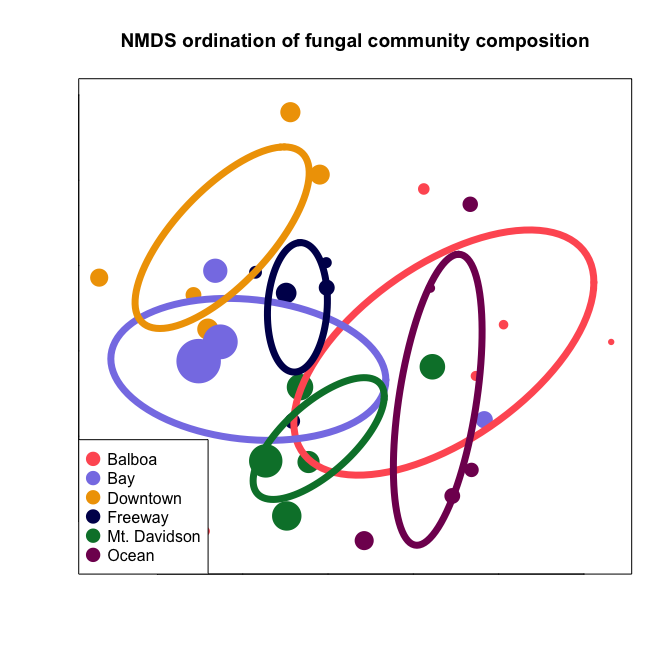 NMDS ordination of fungal community composition
Balboa
Bay
Downtown
Freeway
Mt. Davidson
Ocean